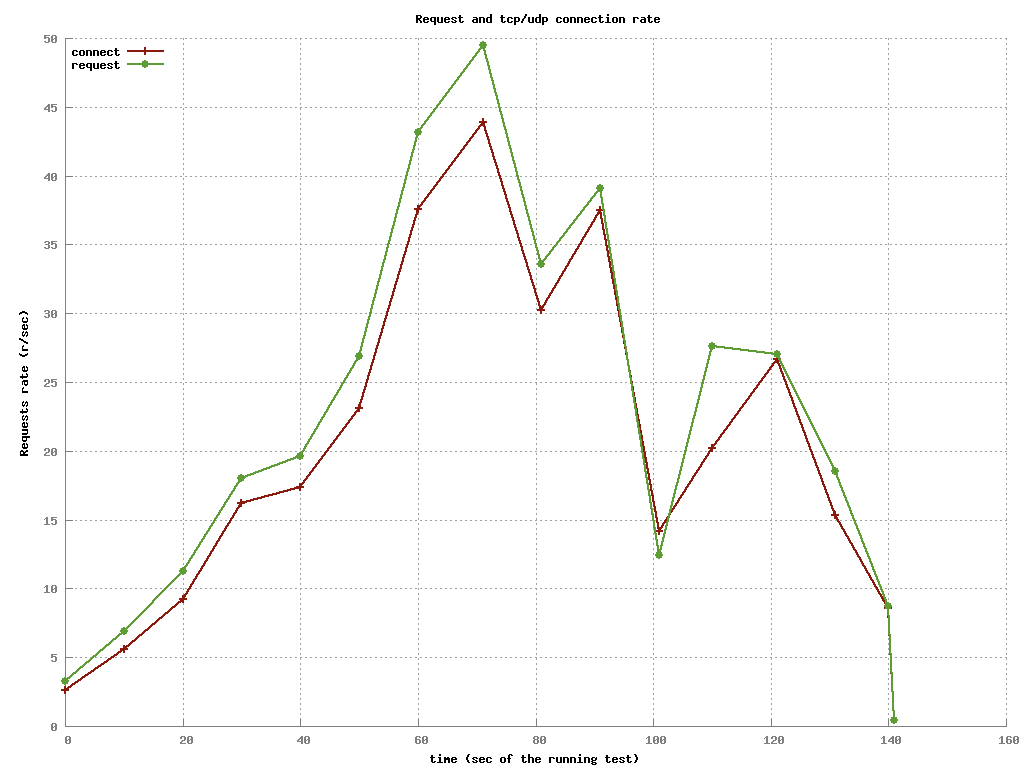 Request and tcp/udp connection rate
connect
request
50
45
40
35
30
25
20
15
10
5
0
Requests rate (r/sec)
0 20 40 60 80 100 120 140 160
time (sec of the running test)